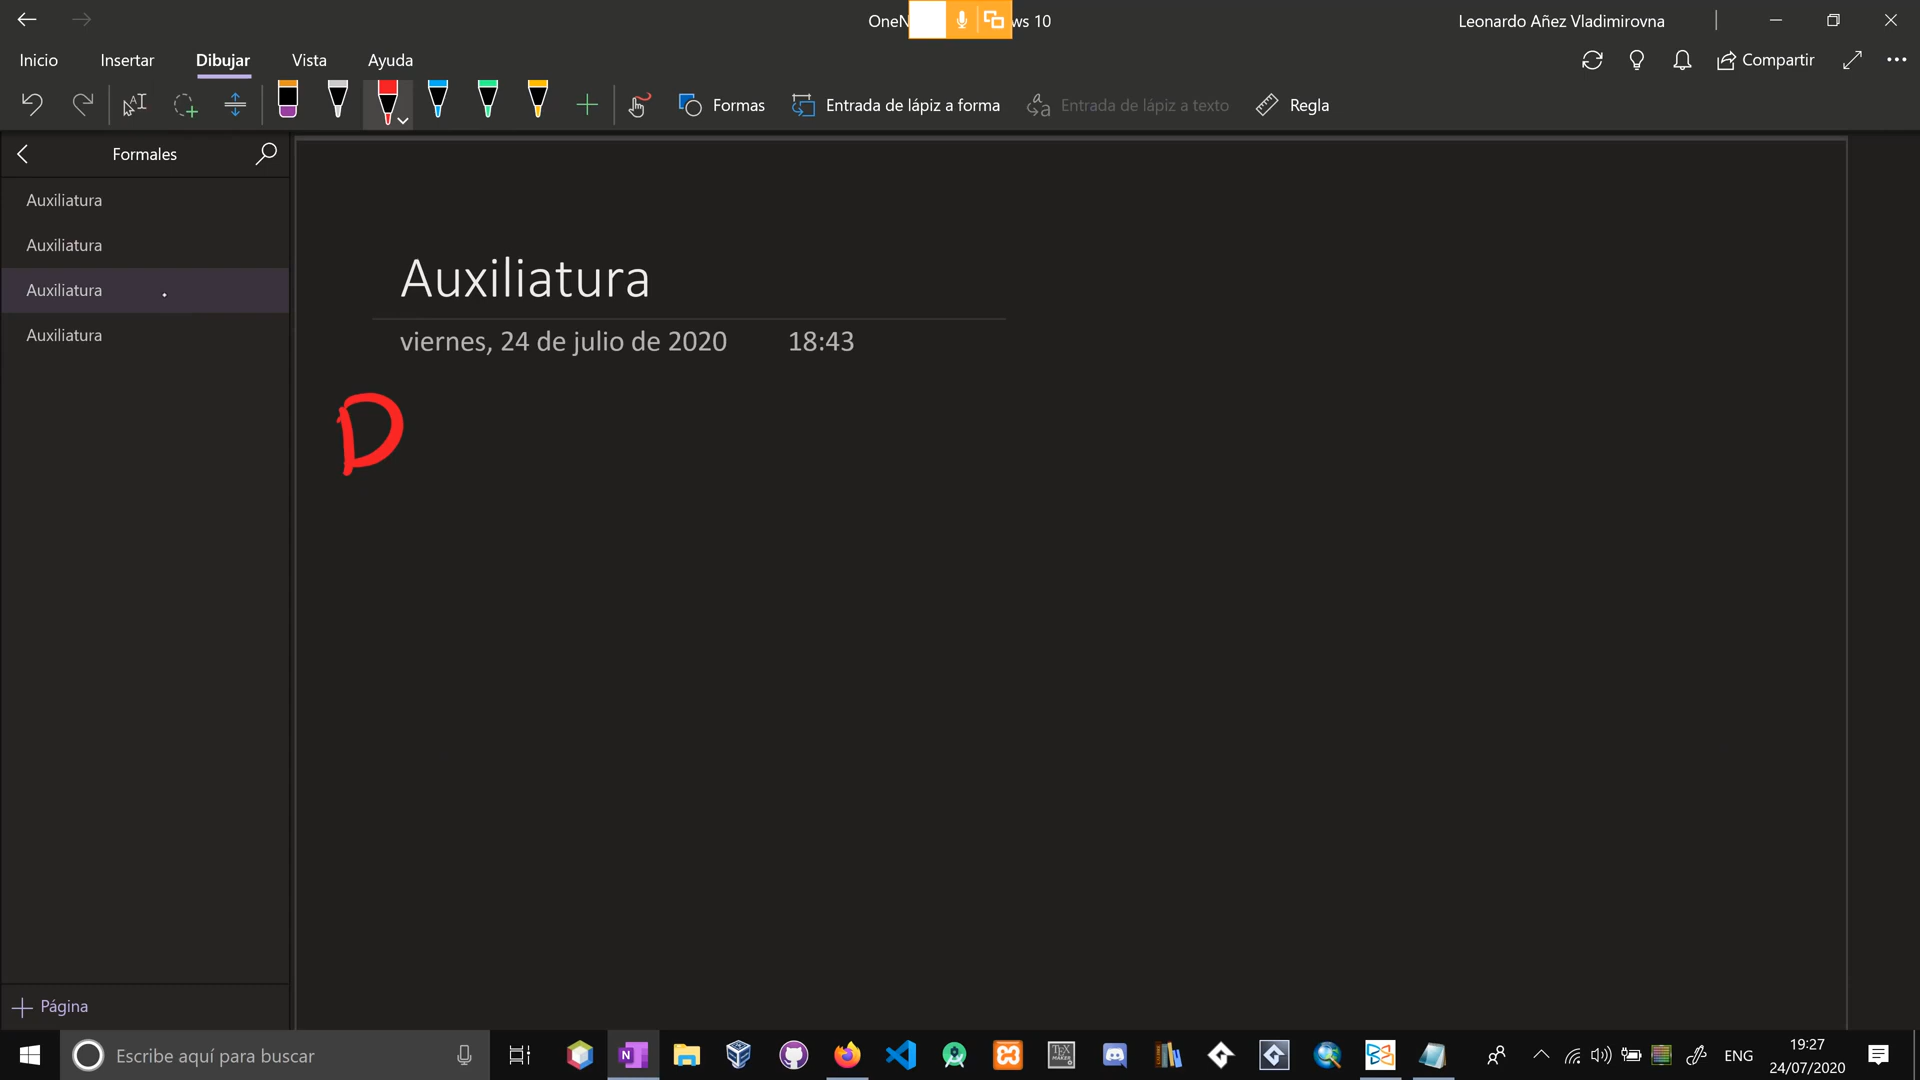 OneN ws 10
Leonardo Añez Vladimirovna
Inicio Insertar Dibujar Vista Ayuda
Compartir
Formas Entrada de lápiz a forma Entrada de lápiz a texto Regla
Formales
Auxiliatura
Auxiliatura
Auxiliatura
Auxiliatura
Auxiliatura
viernes, 24 de julio de 2020 18:43
D
Página
Escribe aquí para buscar
ENG
19:27
24/07/2020